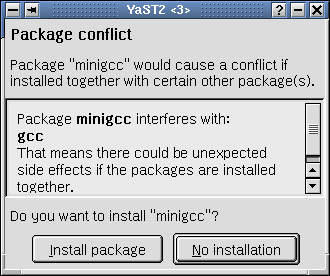 YaST2 <3>
Package conflict
Package "minigcc" would cause a conflict if
installed together with certain other package(s).
Package minigcc interferes with:
gcc
That means there could be unexpected
side effects if the packages are installed
together.
Do you want to install "minigcc"?
Install package No installation